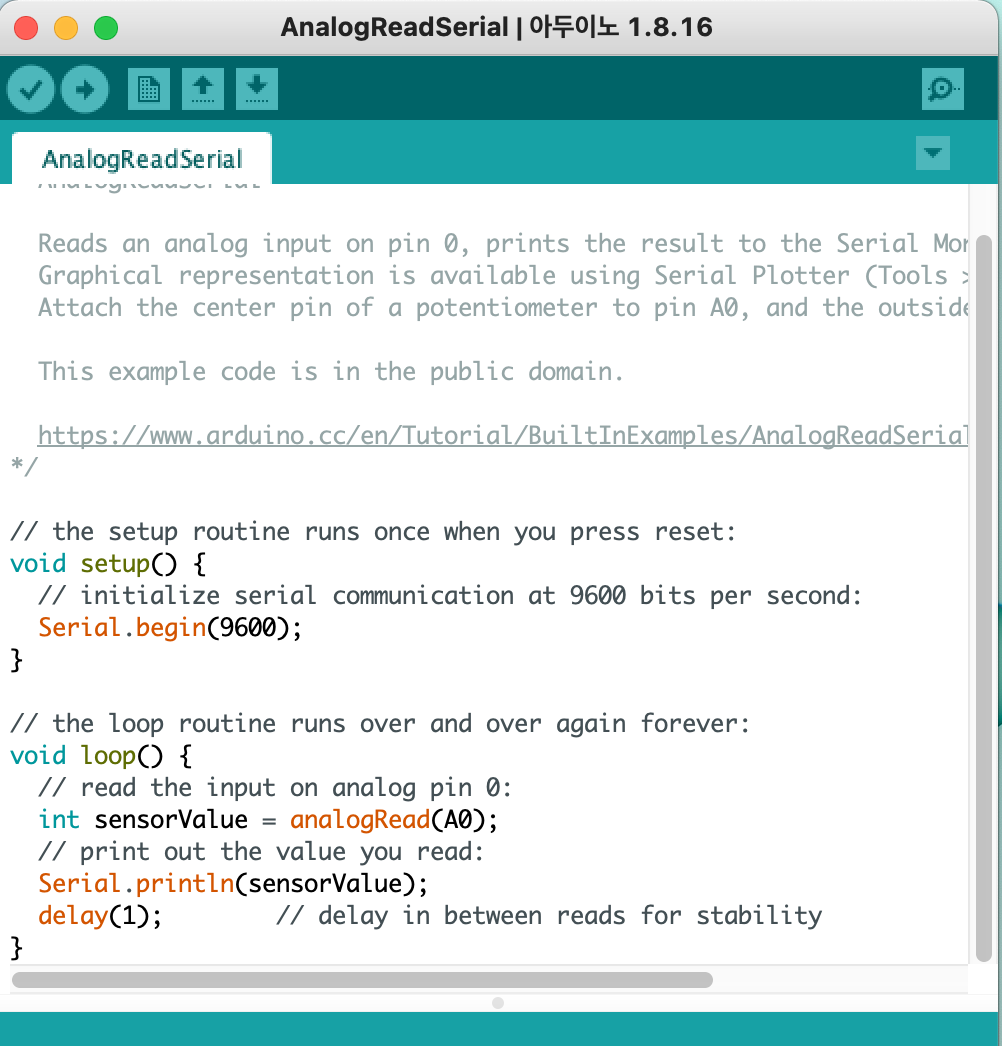 AnalogReadSerial | 아두이노 1.8.16
AnalogReadSerial
AnalogReadSerial
Reads an analog input on pin 0, prints the result to the Serial Mon
Graphical representation is available using Serial Plotter (Tools >
Attach the center pin of a potentiometer to pin A0, and the outside
This example code is in the public domain.
https://www.arduino.cc/en/Tutorial/BuiltInExamples/AnalogReadSerial
*/
// the setup routine runs once when you press reset:
void setup() {
// initialize serial communication at 9600 bits per second:
Serial.begin(9600);
}
// the loop routine runs over and over again forever:
void loop() {
// read the input on analog pin 0:
int sensorValue = analogRead(A0);
// print out the value you read:
Serial.println(sensorValue);
delay(1);        // delay in between reads for stability
}